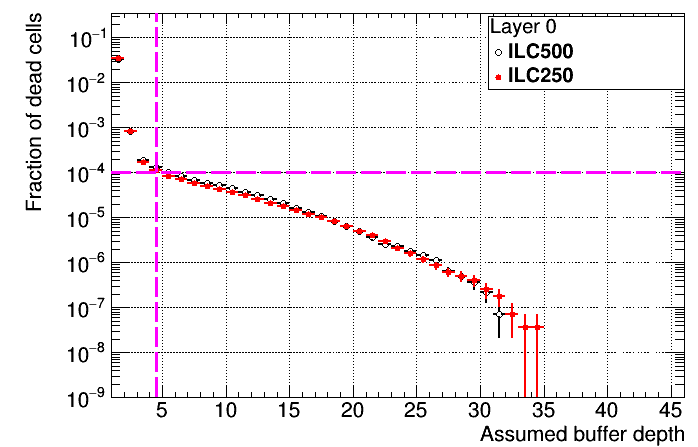 Layer 0
ILC500
ILC250
Fraction of dead cells
10⁻¹
10⁻²
10⁻³
10⁻⁴
10⁻⁵
10⁻⁶
10⁻⁷
10⁻⁸
10⁻⁹
5 10 15 20 25 30 35 40 45
Assumed buffer depth